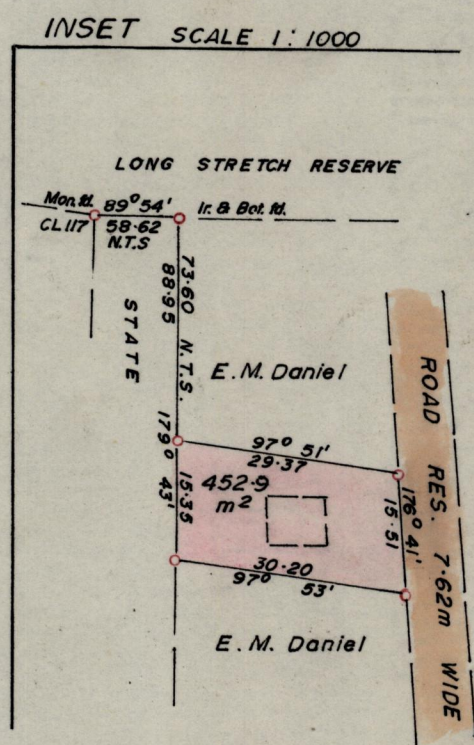 INSET SCALE 1:1000
LONG STRETCH RESERVE
Mon. fd. 89° 54' Ir. & Bot. fd.
CL 117 58·62
N.T.S
73·60 N.T.S.
88·95
STATE
E. M. Daniel
179° 43'
15·35
97° 51'
29·37
452·9
m²
176° 41'
15·51
30·20
97° 53'
ROAD RES. 7·62m WIDE
E. M. Daniel